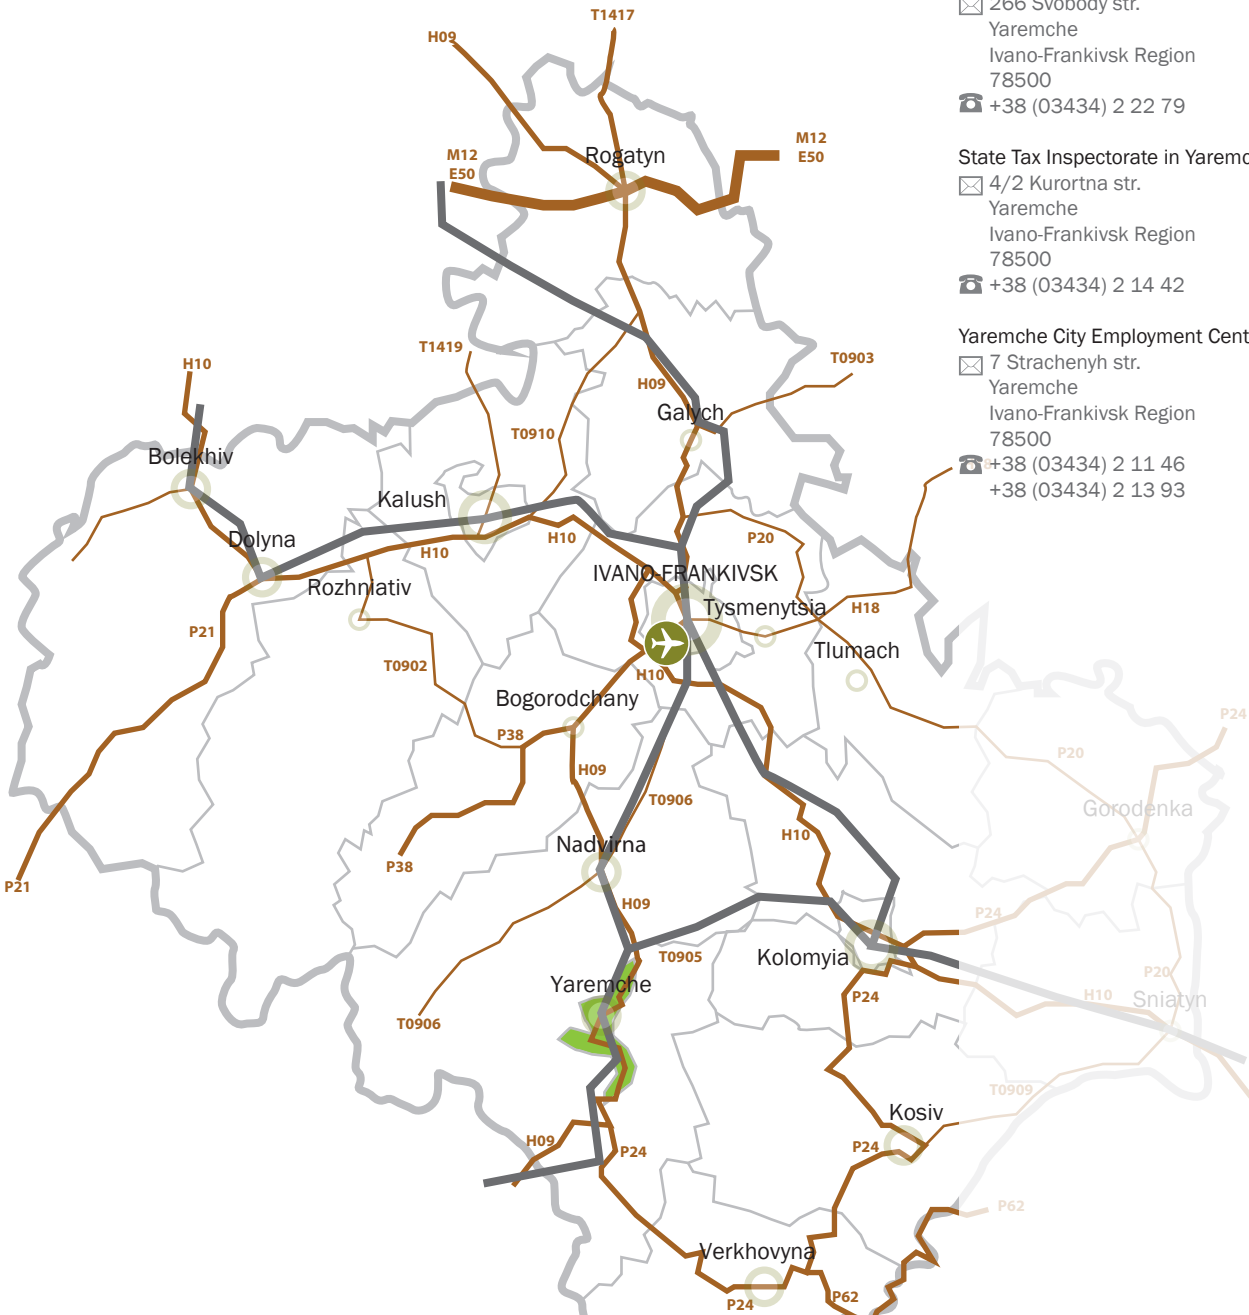 266 Svobody str.
Yaremche
Ivano-Frankivsk Region
78500
+38 (03434) 2 22 79
State Tax Inspectorate in Yaremc
4/2 Kurortna str.
Yaremche
Ivano-Frankivsk Region
78500
+38 (03434) 2 14 42
Yaremche City Employment Cent
7 Strachenyh str.
Yaremche
Ivano-Frankivsk Region
78500
+38 (03434) 2 11 46
+38 (03434) 2 13 93
T1417
H09
M12
E50
Rogatyn
M12
E50
T1419
H10
H09
T0903
Galych
T0910
Bolekhiv
Kalush
Dolyna
H10
H10
P20
IVANO-FRANKIVSK
Rozhniativ
Tysmenytsia
H18
P21
T0902
Tlumach
H10
Bogorodchany
P38
P24
P20
H09
T0906
Gorodenka
H10
Nadvirna
P38
P21
H09
P24
T0905
Kolomyia
Yaremche
P20
P24
H10
Sniatyn
T0906
T0909
Kosiv
H09
P24
P24
P62
Verkhovyna
P24
P62